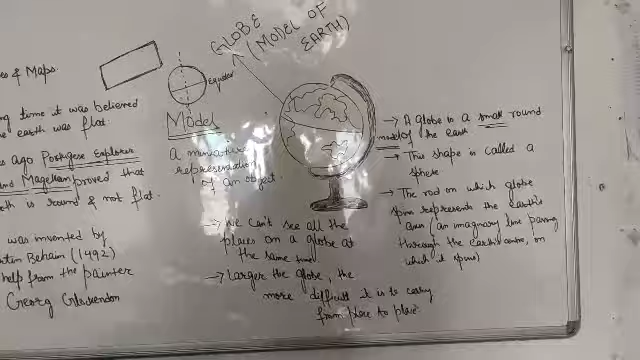 es & Maps.
ng time it was believed
e earth was flat.
s ago Portugese Explorer
nd Magellan proved that
th is round & not flat.
was invented by
tin Behaim (1492)
help from the painter
Georg Glockendon
equator
Model
A miniature
representation
of an object.
GLOBE
(MODEL OF
EARTH)
→ We can't see all the
places on a globe at
the same time
→ Larger the globe, the
more difficult it is to carry
from place to place
→ A globe is a small round
model of the earth
→ This shape is called a
sphere
→ The rod on which globe
spins represents the earth's
axis (an imaginary line passing
through the earth's centre, on
which it spins)